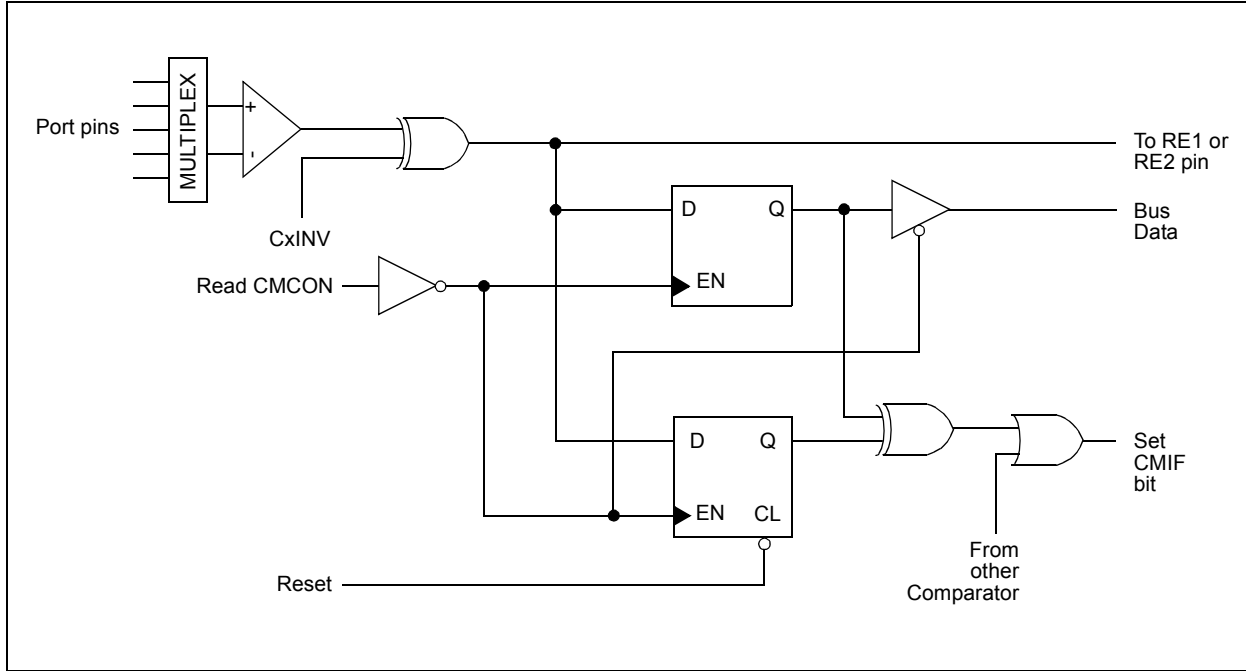 MULTIPLEX
+
-
Port pins
CxINV
To RE1 or
RE2 pin
D
Q
EN
Bus
Data
Read CMCON
D
Q
EN
CL
Set
CMIF
bit
From
other
Comparator
Reset